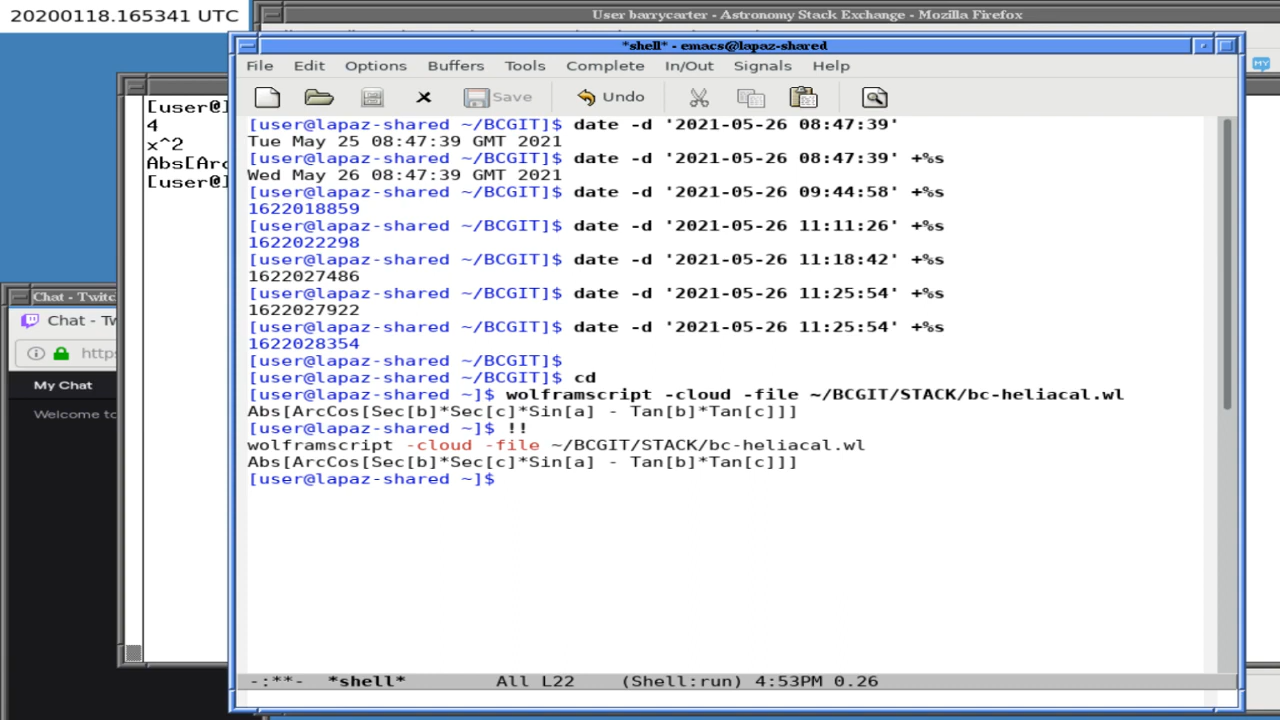 20200118.165341 UTC
User barrycarter - Astronomy Stack Exchange - Mozilla Firefox
*shell* - emacs@lapaz-shared
File Edit Options Buffers Tools Complete In/Out Signals Help
Save Undo
MY
[user@lapaz-shared ~/BCGIT]$ date -d '2021-05-26 08:47:39'
Tue May 25 08:47:39 GMT 2021
[user@lapaz-shared ~/BCGIT]$ date -d '2021-05-26 08:47:39' +%s
Wed May 26 08:47:39 GMT 2021
[user@lapaz-shared ~/BCGIT]$ date -d '2021-05-26 09:44:58' +%s
1622018859
[user@lapaz-shared ~/BCGIT]$ date -d '2021-05-26 11:11:26' +%s
1622022298
[user@lapaz-shared ~/BCGIT]$ date -d '2021-05-26 11:18:42' +%s
1622027486
[user@lapaz-shared ~/BCGIT]$ date -d '2021-05-26 11:25:54' +%s
1622027922
[user@lapaz-shared ~/BCGIT]$ date -d '2021-05-26 11:25:54' +%s
1622028354
[user@lapaz-shared ~/BCGIT]$
[user@lapaz-shared ~/BCGIT]$ cd
[user@lapaz-shared ~]$ wolframscript -cloud -file ~/BCGIT/STACK/bc-heliacal.wl
Abs[ArcCos[Sec[b]*Sec[c]*Sin[a] - Tan[b]*Tan[c]]]
[user@lapaz-shared ~]$ !!
wolframscript -cloud -file ~/BCGIT/STACK/bc-heliacal.wl
Abs[ArcCos[Sec[b]*Sec[c]*Sin[a] - Tan[b]*Tan[c]]]
[user@lapaz-shared ~]$
-:**- *shell* All L22 (Shell:run) 4:53PM 0.26
[user@
4
x^2
Abs[Arc
[user@
Chat - Twitc
Chat - Tw
https
My Chat
Welcome to